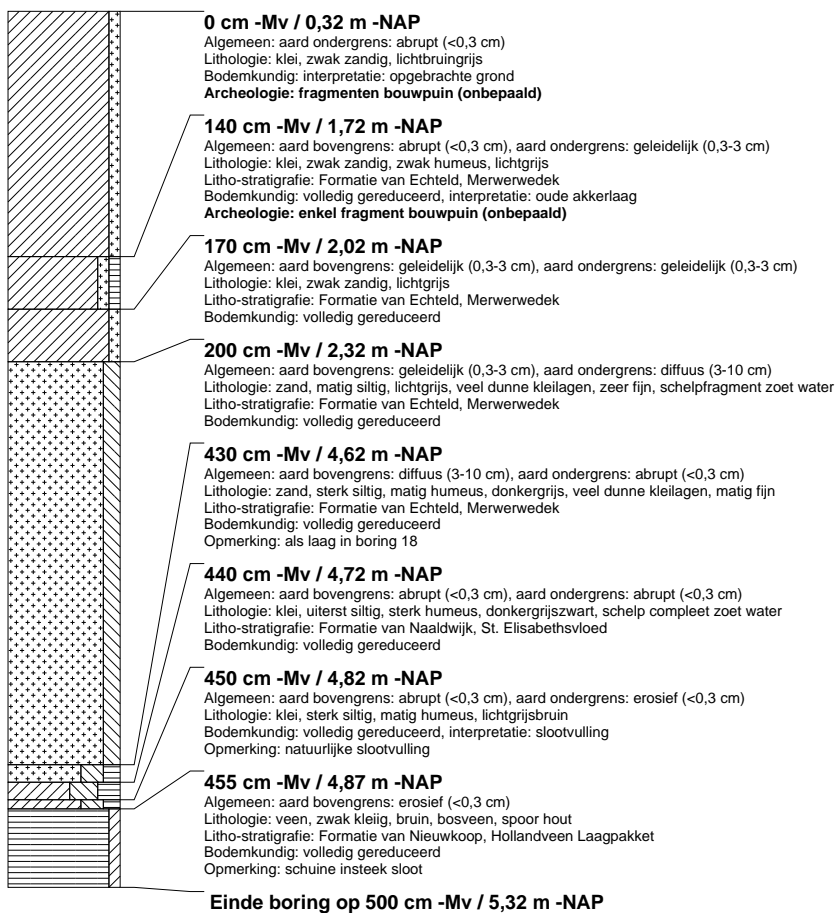 0 cm -Mv / 0,32 m -NAP
Algemeen: aard ondergrens: abrupt (<0,3 cm)
Lithologie: klei, zwak zandig, lichtbruingrijs
Bodemkundig: interpretatie: opgebrachte grond
Archeologie: fragmenten bouwpuin (onbepaald)
140 cm -Mv / 1,72 m -NAP
Algemeen: aard bovengrens: abrupt (<0,3 cm), aard ondergrens: geleidelijk (0,3-3 cm)
Lithologie: klei, zwak zandig, zwak humeus, lichtgrijs
Litho-stratigrafie: Formatie van Echteld, Merwerwedek
Bodemkundig: volledig gereduceerd, interpretatie: oude akkerlaag
Archeologie: enkel fragment bouwpuin (onbepaald)
170 cm -Mv / 2,02 m -NAP
Algemeen: aard bovengrens: geleidelijk (0,3-3 cm), aard ondergrens: geleidelijk (0,3-3 cm)
Lithologie: klei, zwak zandig, lichtgrijs
Litho-stratigrafie: Formatie van Echteld, Merwerwedek
Bodemkundig: volledig gereduceerd
200 cm -Mv / 2,32 m -NAP
Algemeen: aard bovengrens: geleidelijk (0,3-3 cm), aard ondergrens: diffuus (3-10 cm)
Lithologie: zand, matig siltig, lichtgrijs, veel dunne kleilagen, zeer fijn, schelpfragment zoet water
Litho-stratigrafie: Formatie van Echteld, Merwerwedek
Bodemkundig: volledig gereduceerd
430 cm -Mv / 4,62 m -NAP
Algemeen: aard bovengrens: diffuus (3-10 cm), aard ondergrens: abrupt (<0,3 cm)
Lithologie: zand, sterk siltig, matig humeus, donkergrijs, veel dunne kleilagen, matig fijn
Litho-stratigrafie: Formatie van Echteld, Merwerwedek
Bodemkundig: volledig gereduceerd
Opmerking: als laag in boring 18
440 cm -Mv / 4,72 m -NAP
Algemeen: aard bovengrens: abrupt (<0,3 cm), aard ondergrens: abrupt (<0,3 cm)
Lithologie: klei, uiterst siltig, sterk humeus, donkergrijszwart, schelp compleet zoet water
Litho-stratigrafie: Formatie van Naaldwijk, St. Elisabethsvloed
Bodemkundig: volledig gereduceerd
450 cm -Mv / 4,82 m -NAP
Algemeen: aard bovengrens: abrupt (<0,3 cm), aard ondergrens: erosief (<0,3 cm)
Lithologie: klei, sterk siltig, matig humeus, lichtgrijsbruin
Bodemkundig: volledig gereduceerd, interpretatie: slootvulling
Opmerking: natuurlijke slootvulling
455 cm -Mv / 4,87 m -NAP
Algemeen: aard bovengrens: erosief (<0,3 cm)
Lithologie: veen, zwak kleiig, bruin, bosveen, spoor hout
Litho-stratigrafie: Formatie van Nieuwkoop, Hollandveen Laagpakket
Bodemkundig: volledig gereduceerd
Opmerking: schuine insteek sloot
Einde boring op 500 cm -Mv / 5,32 m -NAP